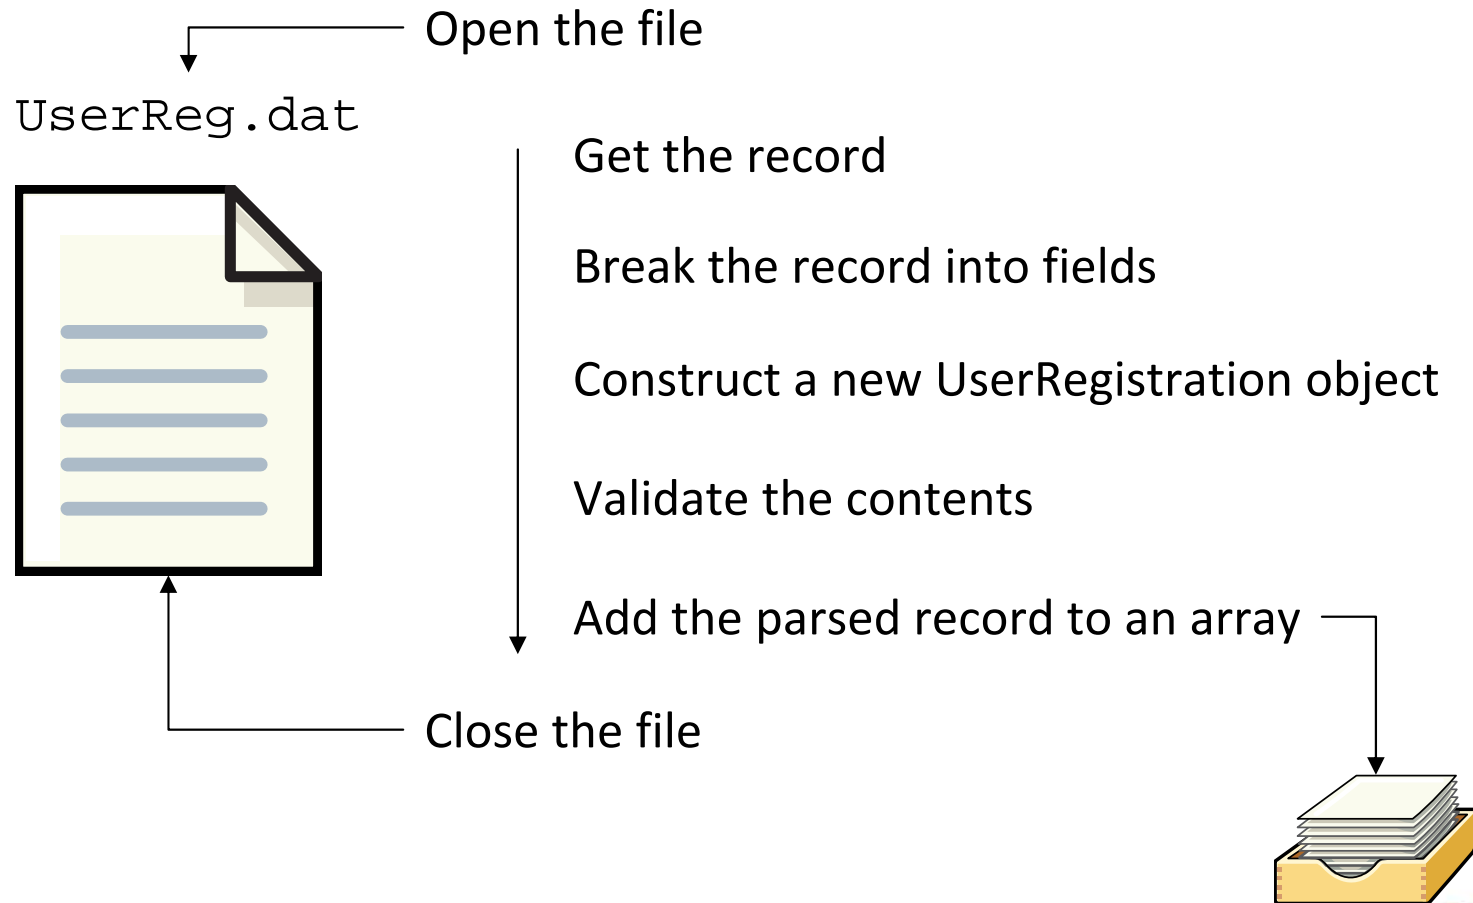 Open the file
UserReg.dat
Get the record
Break the record into fields
Construct a new UserRegistration object
Validate the contents
Add the parsed record to an array
Close the file